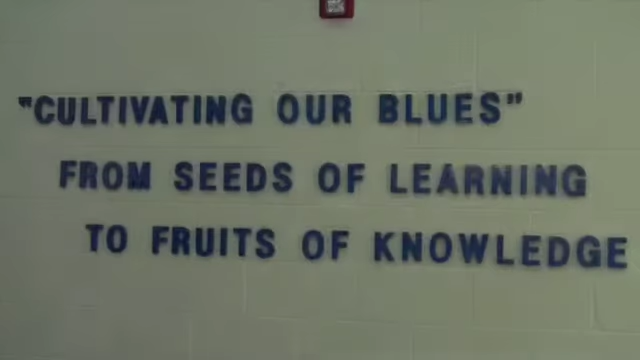 "CULTIVATING OUR BLUES"
FROM SEEDS OF LEARNING
TO FRUITS OF KNOWLEDGE